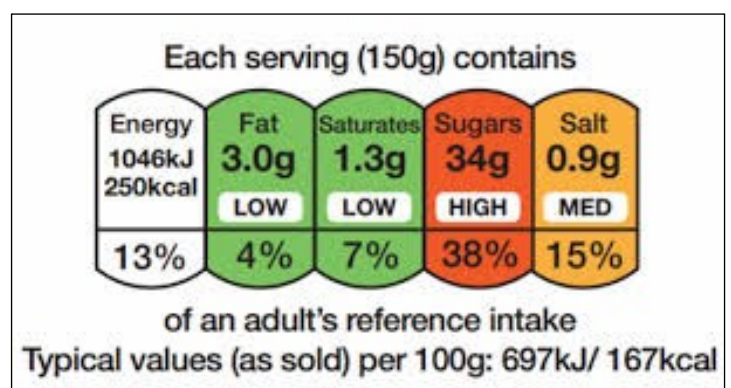 Each serving (150g) contains
Energy Fat Saturates Sugars Salt
1046kJ 3.0g 1.3g 34g 0.9g
250kcal
LOW LOW HIGH MED
13% 4% 7% 38% 15%
of an adult's reference intake
Typical values (as sold) per 100g: 697kJ/ 167kcal